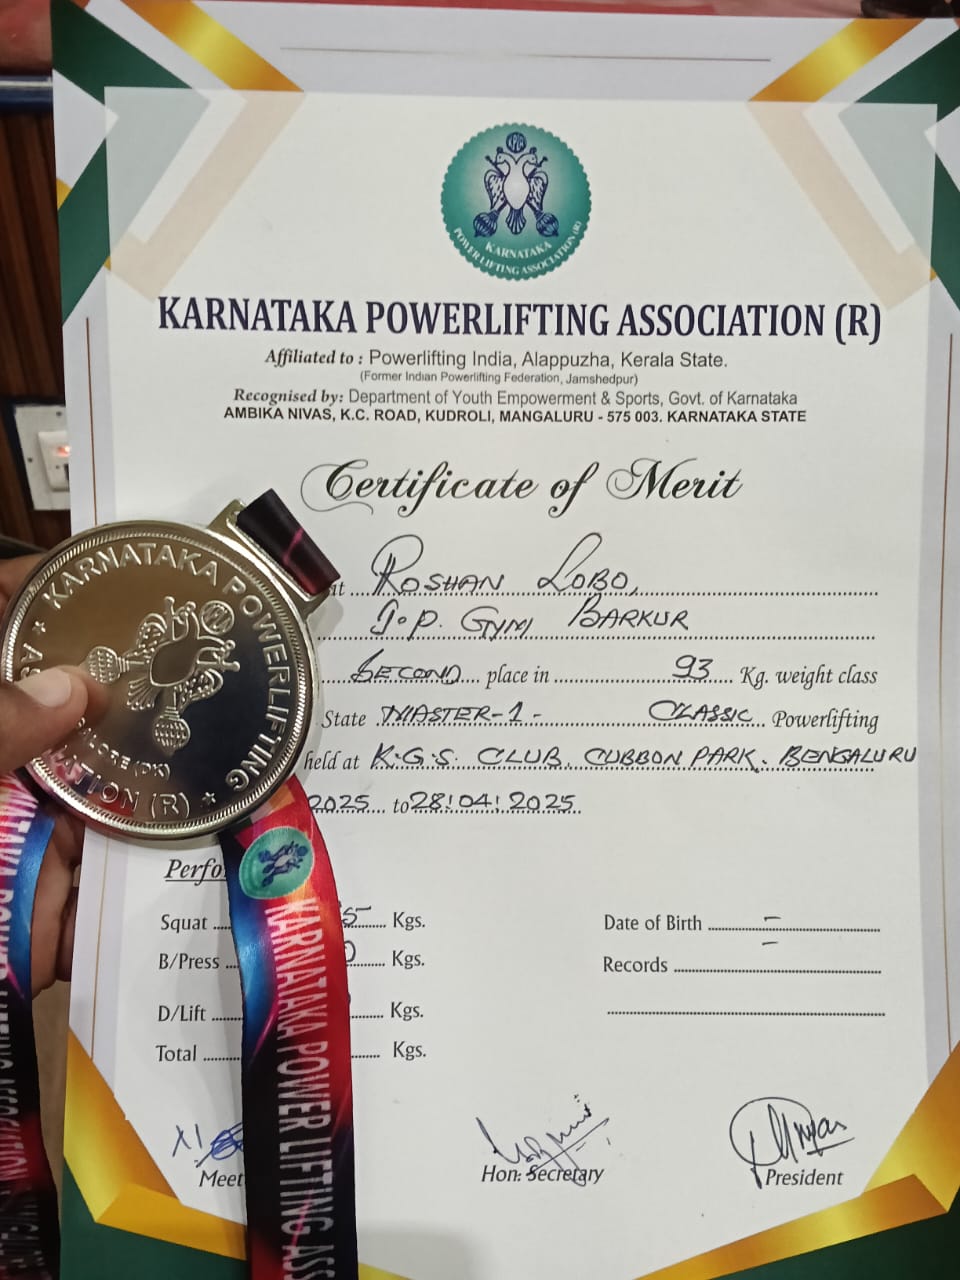 KARNATAKA
POWER LIFTING ASSOCIATION (R)
KARNATAKA POWERLIFTING ASSOCIATION (R)
Affiliated to : Powerlifting India, Alappuzha, Kerala State.
(Former Indian Powerlifting Federation, Jamshedpur)
Recognised by: Department of Youth Empowerment & Sports, Govt. of Karnataka
AMBIKA NIVAS, K.C. ROAD, KUDROLI, MANGALURU - 575 003. KARNATAKA STATE
Certificate of Merit
ROSHAN LOBO,
GYM BARKUR
SECOND place in 93 Kg. weight class
State MASTER-1 - CLASSIC Powerlifting
held at K.G.S. CLUB, CUBBON PARK. BENGALURU
2025 to 28/04/2025
Squat Kgs. Date of Birth -
B/Press Kgs. Records -
D/Lift Kgs.
Total Kgs.
Meet Hon: Secretary President
KARNATAKA POWERLIFTING
(R)
KARNATAKA POWER LIFTING ASS